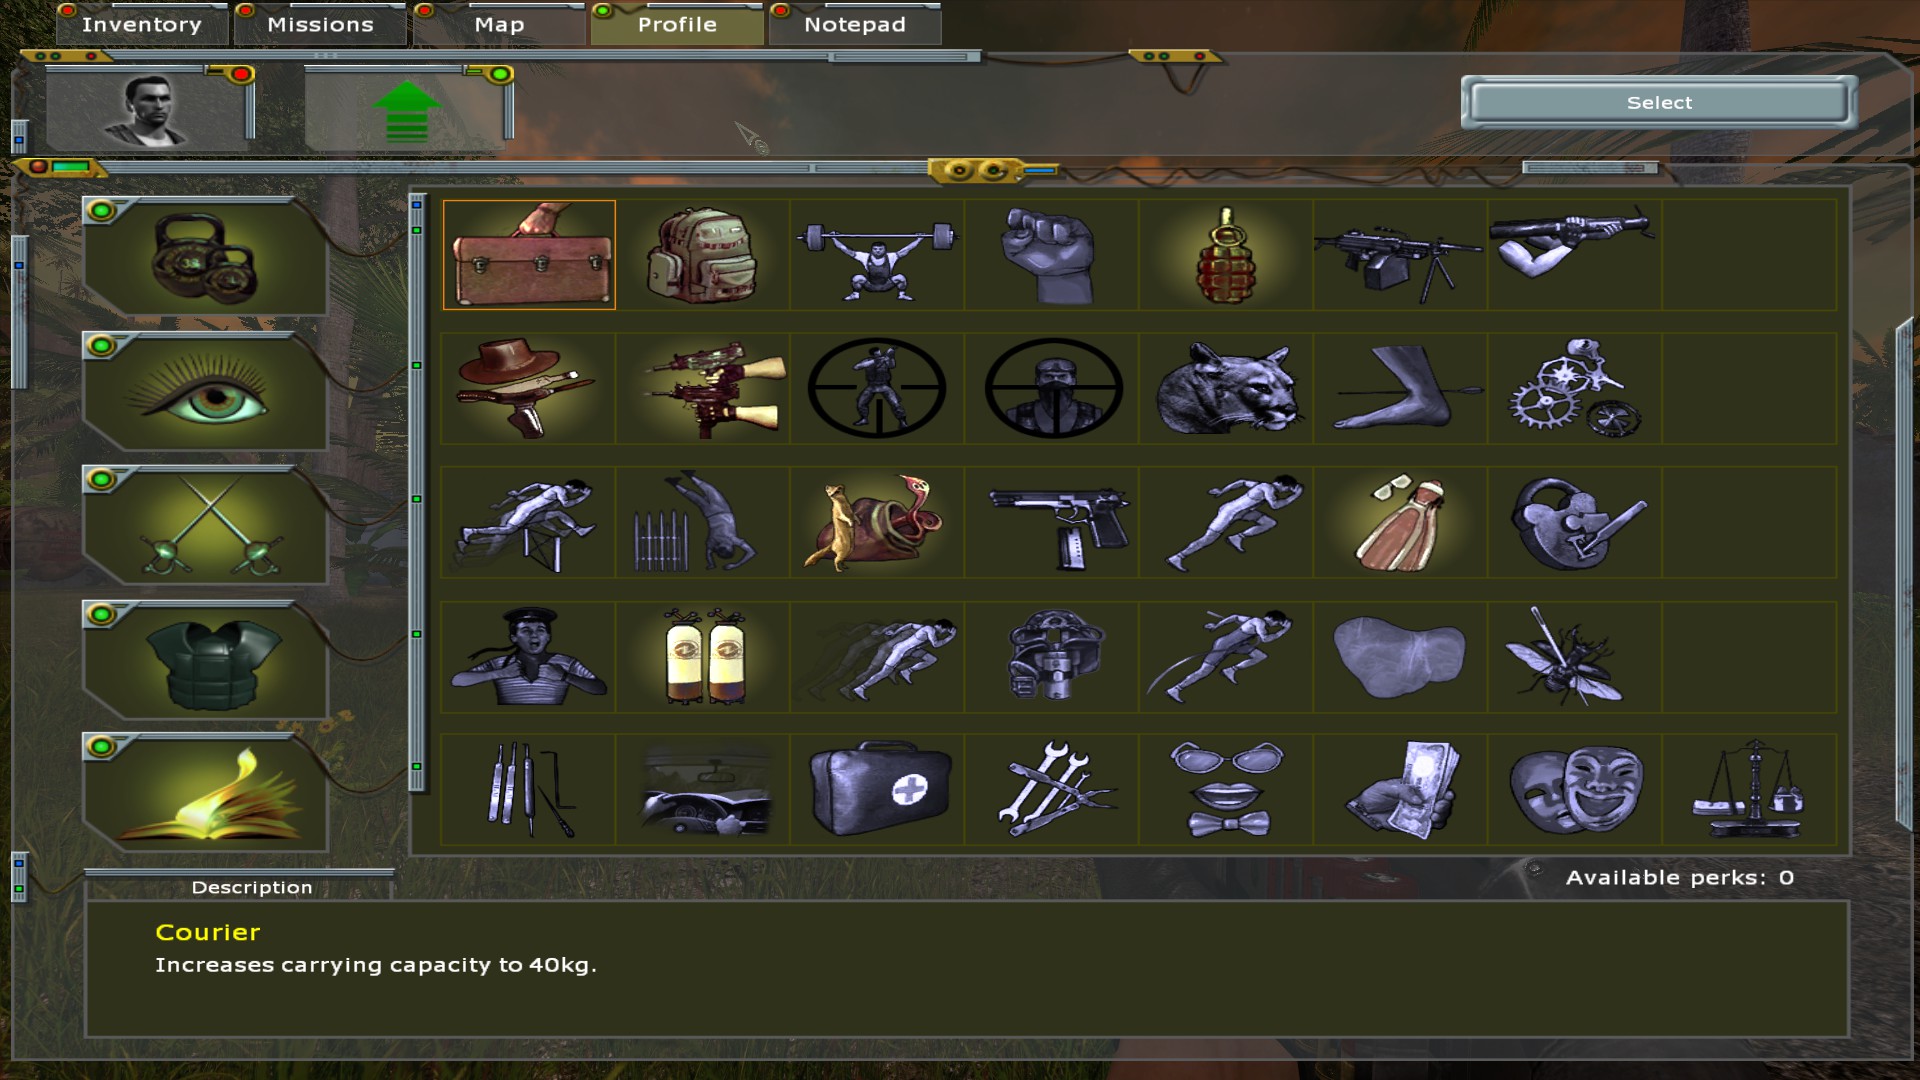 Inventory
Missions
Map
Profile
Notepad
Select
Available perks: 0
Description
Courier
Increases carrying capacity to 40kg.